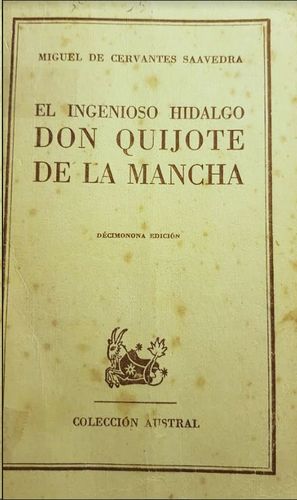 MIGUEL DE CERVANTES SAAVEDRA
EL INGENIOSO HIDALGO
DON QUIJOTE
DE LA MANCHA
DÉCIMONONA EDICIÓN
COLECCIÓN AUSTRAL